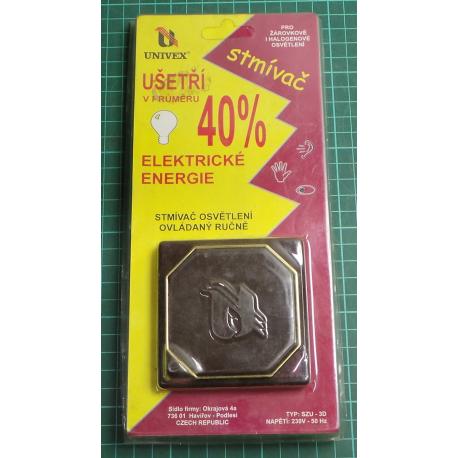 UNIVEX®
PRO
ŽÁROVKOVÉ
I HALOGENOVÉ
OSVĚTLENÍ
stmívač
UŠETŘÍ
V PRŮMĚRU
40%
ELEKTRICKÉ
ENERGIE
STMÍVAČ OSVĚTLENÍ
OVLÁDANÝ RUČNĚ
Sídlo firmy: Okrajová 4a
736 01 Havířov - Podlesí
CZECH REPUBLIC
TYP: SZU - 3D
NAPĚTÍ: 230V - 50 Hz